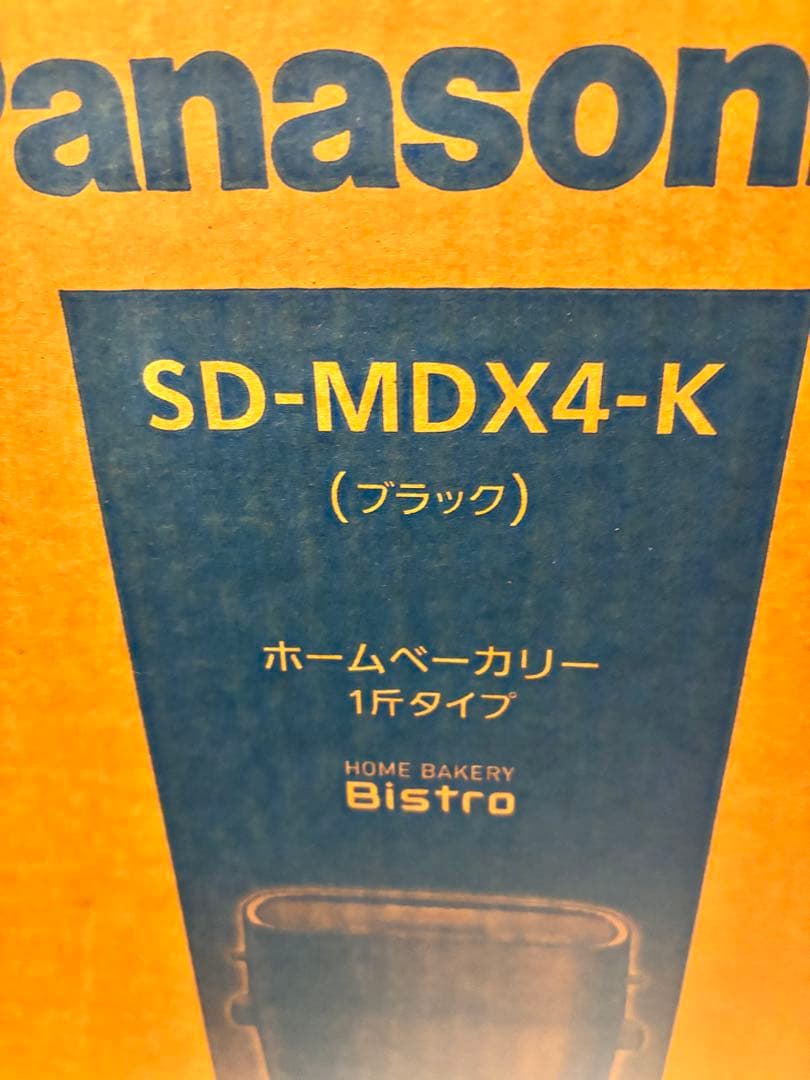 Panasoni
SD-MDX4-K
(ブラック)
ホームベーカリー
1斤タイプ
HOME BAKERY
Bistro